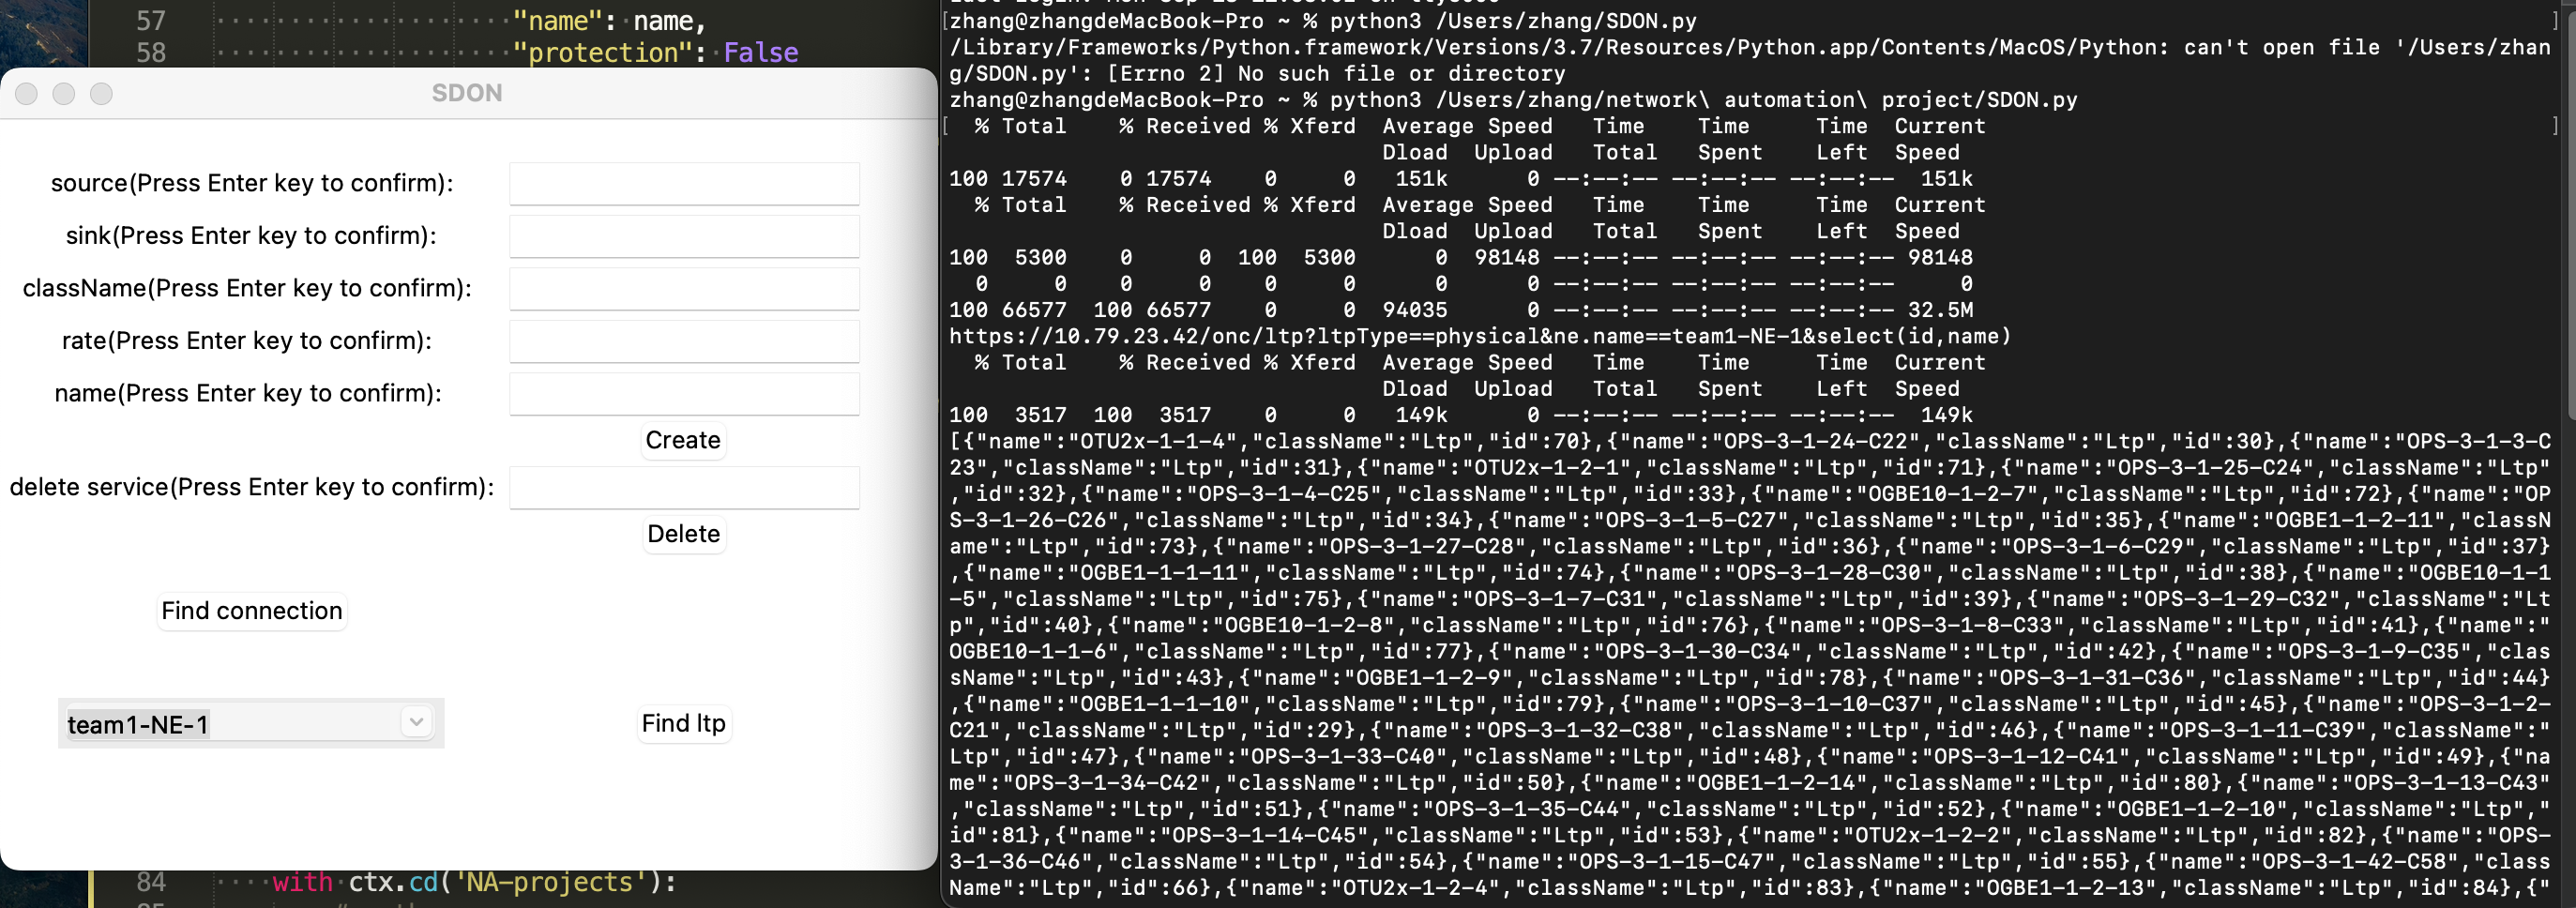 57 "name": name,
58 "protection": False
SDON
source(Press Enter key to confirm):
sink(Press Enter key to confirm):
className(Press Enter key to confirm):
rate(Press Enter key to confirm):
name(Press Enter key to confirm):
Create
delete service(Press Enter key to confirm):
Delete
Find connection
team1-NE-1
Find ltp
84 with ctx.cd('NA-projects'):
[zhang@zhangdeMacBook-Pro ~ % python3 /Users/zhang/SDON.py ]
/Library/Frameworks/Python.framework/Versions/3.7/Resources/Python.app/Contents/MacOS/Python: can't open file '/Users/zhan
g/SDON.py': [Errno 2] No such file or directory
zhang@zhangdeMacBook-Pro ~ % python3 /Users/zhang/network\ automation\ project/SDON.py
[ % Total % Received % Xferd Average Speed Time Time Time Current ]
Dload Upload Total Spent Left Speed
100 17574 0 17574 0 0 151k 0 --:--:-- --:--:-- --:--:-- 151k
% Total % Received % Xferd Average Speed Time Time Time Current
Dload Upload Total Spent Left Speed
100 5300 0 0 100 5300 0 98148 --:--:-- --:--:-- --:--:-- 98148
0 0 0 0 0 0 0 0 --:--:-- --:--:-- --:--:-- 0
100 66577 100 66577 0 0 94035 0 --:--:-- --:--:-- --:--:-- 32.5M
https://10.79.23.42/onc/ltp?ltpType==physical&ne.name==team1-NE-1&select(id,name)
% Total % Received % Xferd Average Speed Time Time Time Current
Dload Upload Total Spent Left Speed
100 3517 100 3517 0 0 149k 0 --:--:-- --:--:-- --:--:-- 149k
[{"name":"OTU2x-1-1-4","className":"Ltp","id":70},{"name":"OPS-3-1-24-C22","className":"Ltp","id":30},{"name":"OPS-3-1-3-C
23","className":"Ltp","id":31},{"name":"OTU2x-1-2-1","className":"Ltp","id":71},{"name":"OPS-3-1-25-C24","className":"Ltp"
,"id":32},{"name":"OPS-3-1-4-C25","className":"Ltp","id":33},{"name":"OGBE10-1-2-7","className":"Ltp","id":72},{"name":"OP
S-3-1-26-C26","className":"Ltp","id":34},{"name":"OPS-3-1-5-C27","className":"Ltp","id":35},{"name":"OGBE1-1-2-11","classN
ame":"Ltp","id":73},{"name":"OPS-3-1-27-C28","className":"Ltp","id":36},{"name":"OPS-3-1-6-C29","className":"Ltp","id":37}
,{"name":"OGBE1-1-1-11","className":"Ltp","id":74},{"name":"OPS-3-1-28-C30","className":"Ltp","id":38},{"name":"OGBE10-1-1
-5","className":"Ltp","id":75},{"name":"OPS-3-1-7-C31","className":"Ltp","id":39},{"name":"OPS-3-1-29-C32","className":"Lt
p","id":40},{"name":"OGBE10-1-2-8","className":"Ltp","id":76},{"name":"OPS-3-1-8-C33","className":"Ltp","id":41},{"name":"
OGBE10-1-1-6","className":"Ltp","id":77},{"name":"OPS-3-1-30-C34","className":"Ltp","id":42},{"name":"OPS-3-1-9-C35","clas
sName":"Ltp","id":43},{"name":"OGBE1-1-2-9","className":"Ltp","id":78},{"name":"OPS-3-1-31-C36","className":"Ltp","id":44}
,{"name":"OGBE1-1-1-10","className":"Ltp","id":79},{"name":"OPS-3-1-10-C37","className":"Ltp","id":45},{"name":"OPS-3-1-2-
C21","className":"Ltp","id":29},{"name":"OPS-3-1-32-C38","className":"Ltp","id":46},{"name":"OPS-3-1-11-C39","className":"
Ltp","id":47},{"name":"OPS-3-1-33-C40","className":"Ltp","id":48},{"name":"OPS-3-1-12-C41","className":"Ltp","id":49},{"na
me":"OPS-3-1-34-C42","className":"Ltp","id":50},{"name":"OGBE1-1-2-14","className":"Ltp","id":80},{"name":"OPS-3-1-13-C43"
,"className":"Ltp","id":51},{"name":"OPS-3-1-35-C44","className":"Ltp","id":52},{"name":"OGBE1-1-2-10","className":"Ltp","
id":81},{"name":"OPS-3-1-14-C45","className":"Ltp","id":53},{"name":"OTU2x-1-2-2","className":"Ltp","id":82},{"name":"OPS-
3-1-36-C46","className":"Ltp","id":54},{"name":"OPS-3-1-15-C47","className":"Ltp","id":55},{"name":"OPS-3-1-42-C58","class
Name":"Ltp","id":66},{"name":"OTU2x-1-2-4","className":"Ltp","id":83},{"name":"OGBE1-1-2-13","className":"Ltp","id":84},{"